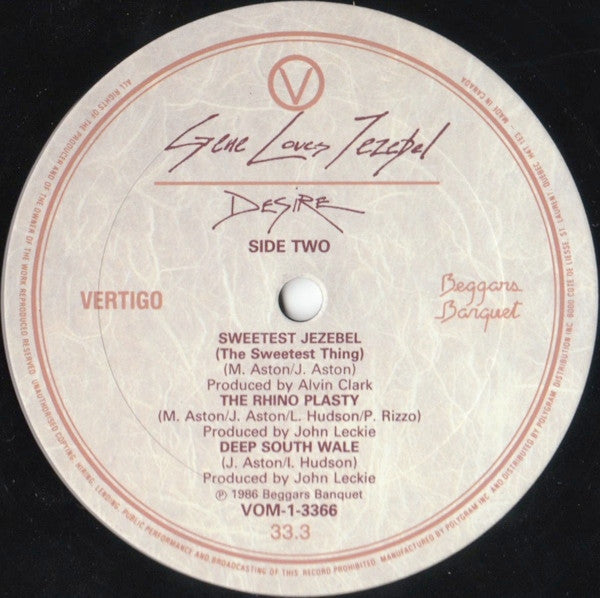 V
Gene Loves Jezebel
Desire
SIDE TWO
VERTIGO
Beggars
Banquet
SWEETEST JEZEBEL
(The Sweetest Thing)
(M. Aston/J. Aston)
Produced by Alvin Clark
THE RHINO PLASTY
(M. Aston/J. Aston/L. Hudson/P. Rizzo)
Produced by John Leckie
DEEP SOUTH WALE
(J. Aston/I. Hudson)
Produced by John Leckie
℗ 1986 Beggars Banquet
VOM-1-3366
33.3
ALL RIGHTS OF THE PRODUCER AND OF THE OWNER OF THE WORK REPRODUCED RESERVED. UNAUTHORISED COPYING, HIRING, LENDING, PUBLIC PERFORMANCE AND BROADCASTING OF THIS RECORD PROHIBITED. MANUFACTURED BY POLYGRAM INC. AND DISTRIBUTED BY POLYGRAM DISTRIBUTION INC. 6000 COTE DE LIESSE, ST. LAURENT, QUEBEC H4T 1E3 - MADE IN CANADA